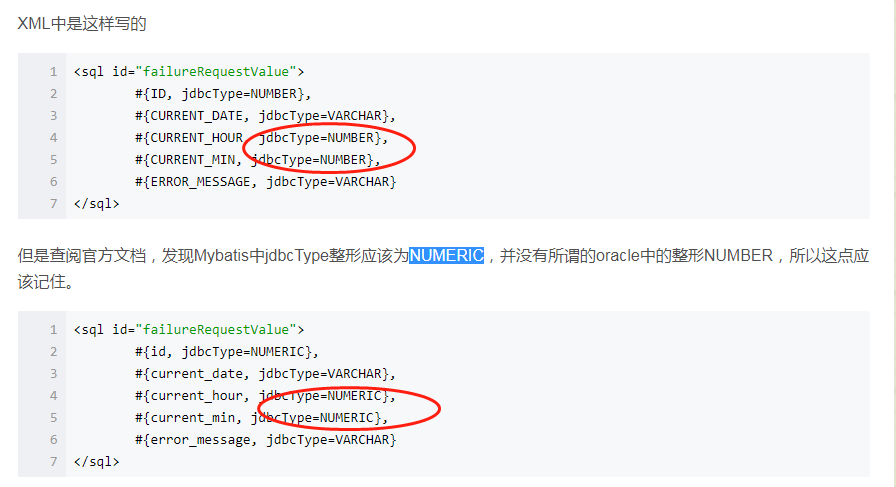 XML中是这样写的
1 <sql id="failureRequestValue">
2 #{ID, jdbcType=NUMBER},
3 #{CURRENT_DATE, jdbcType=VARCHAR},
4 #{CURRENT_HOUR, jdbcType=NUMBER},
5 #{CURRENT_MIN, jdbcType=NUMBER},
6 #{ERROR_MESSAGE, jdbcType=VARCHAR}
7 </sql>
但是查阅官方文档，发现Mybatis中jdbcType整形应该为NUMERIC，并没有所谓的oracle中的整形NUMBER，所以这点应
该记住。
1 <sql id="failureRequestValue">
2 #{id, jdbcType=NUMERIC},
3 #{current_date, jdbcType=VARCHAR},
4 #{current_hour, jdbcType=NUMERIC},
5 #{current_min, jdbcType=NUMERIC},
6 #{error_message, jdbcType=VARCHAR}
7 </sql>